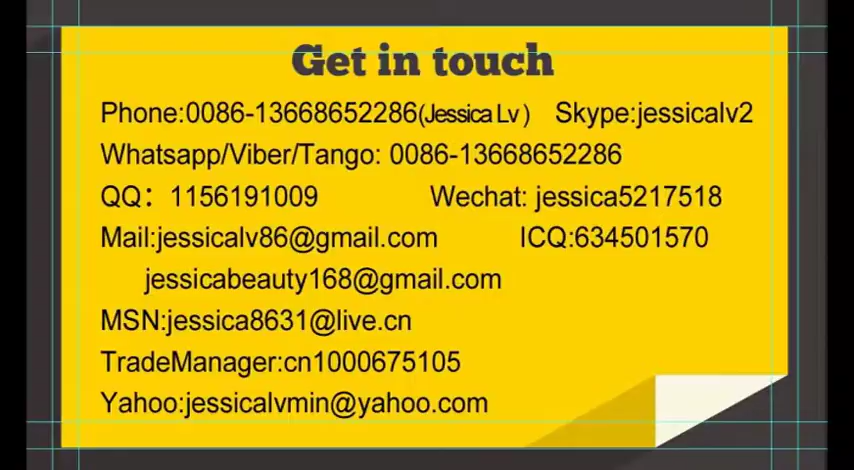 Get in touch
Phone:0086-13668652286(Jessica Lv) Skype:jessicalv2
Whatsapp/Viber/Tango: 0086-13668652286
QQ：1156191009 Wechat: jessica5217518
Mail:jessicalv86@gmail.com ICQ:634501570
jessicabeauty168@gmail.com
MSN:jessica8631@live.cn
TradeManager:cn1000675105
Yahoo:jessicalvmin@yahoo.com